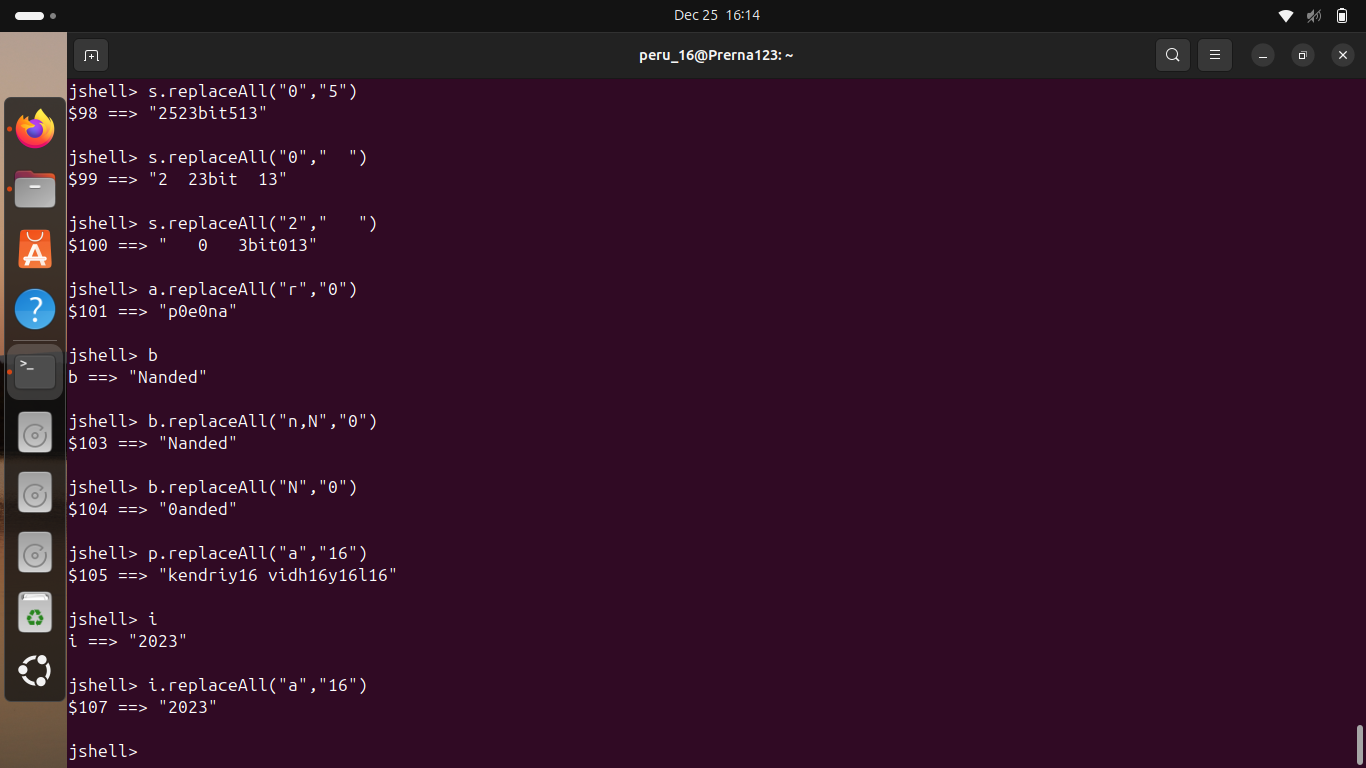 Dec 25  16:14
peru_16@Prerna123: ~
jshell> s.replaceAll("0","5")
$98 ==> "2523bit513"
jshell> s.replaceAll("0","  ")
$99 ==> "2  23bit  13"
jshell> s.replaceAll("2","   ")
$100 ==> "   0   3bit013"
jshell> a.replaceAll("r","0")
$101 ==> "p0e0na"
jshell> b
b ==> "Nanded"
jshell> b.replaceAll("n,N","0")
$103 ==> "Nanded"
jshell> b.replaceAll("N","0")
$104 ==> "0anded"
jshell> p.replaceAll("a","16")
$105 ==> "kendriy16 vidh16y16l16"
jshell> i
i ==> "2023"
jshell> i.replaceAll("a","16")
$107 ==> "2023"
jshell>